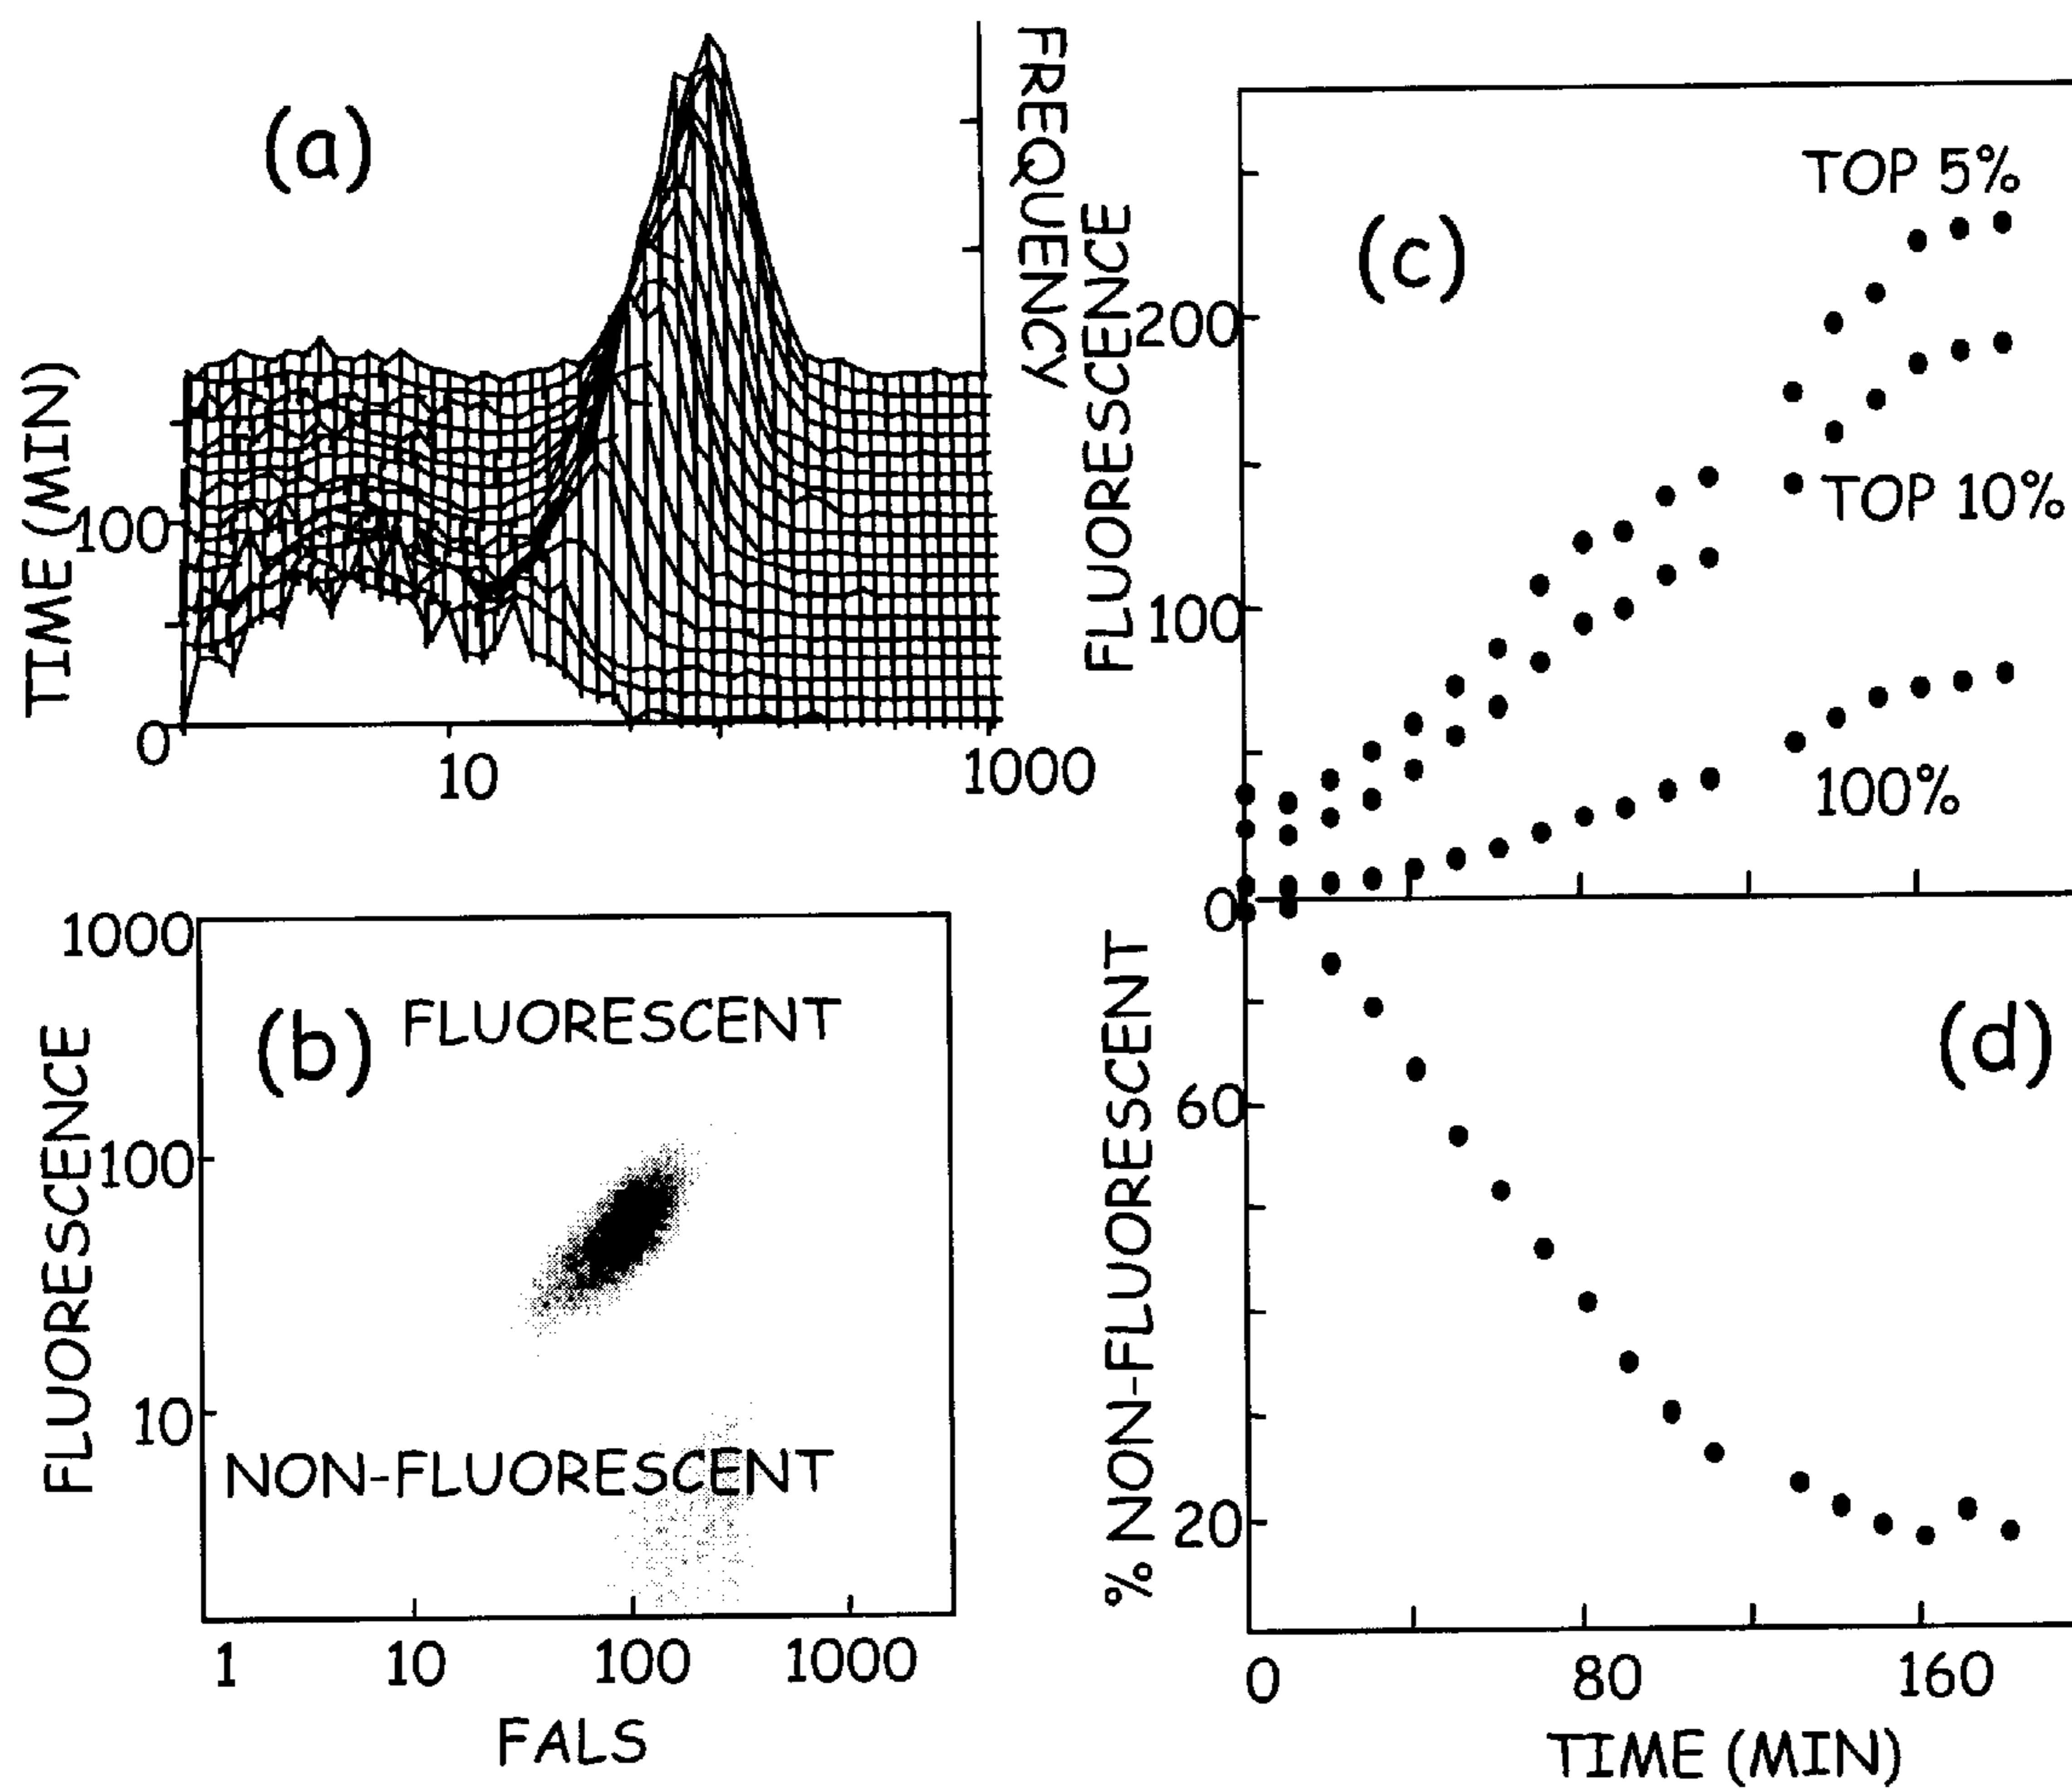 (a)
FREQUENCY
TIME (MIN)
100
0
10
1000
(b)
FLUORESCENT
NON-FLUORESCENT
FLUORESCENCE
1000
100
10
1
10
100
1000
FALS
(c)
FLUORESCENCE
200
100
0
TOP 5%
TOP 10%
100%
(d)
% NON-FLUORESCENT
60
20
0
80
160
TIME (MIN)